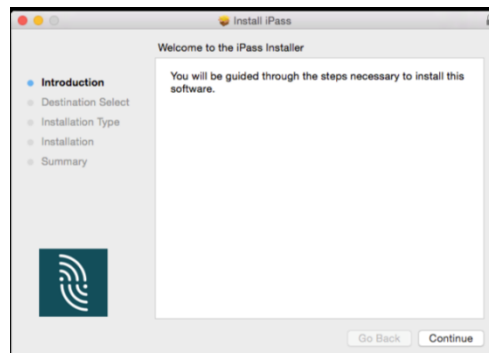 Install iPass
Welcome to the iPass Installer
Introduction
Destination Select
Installation Type
Installation
Summary
You will be guided through the steps necessary to install this
software.
Go Back
Continue